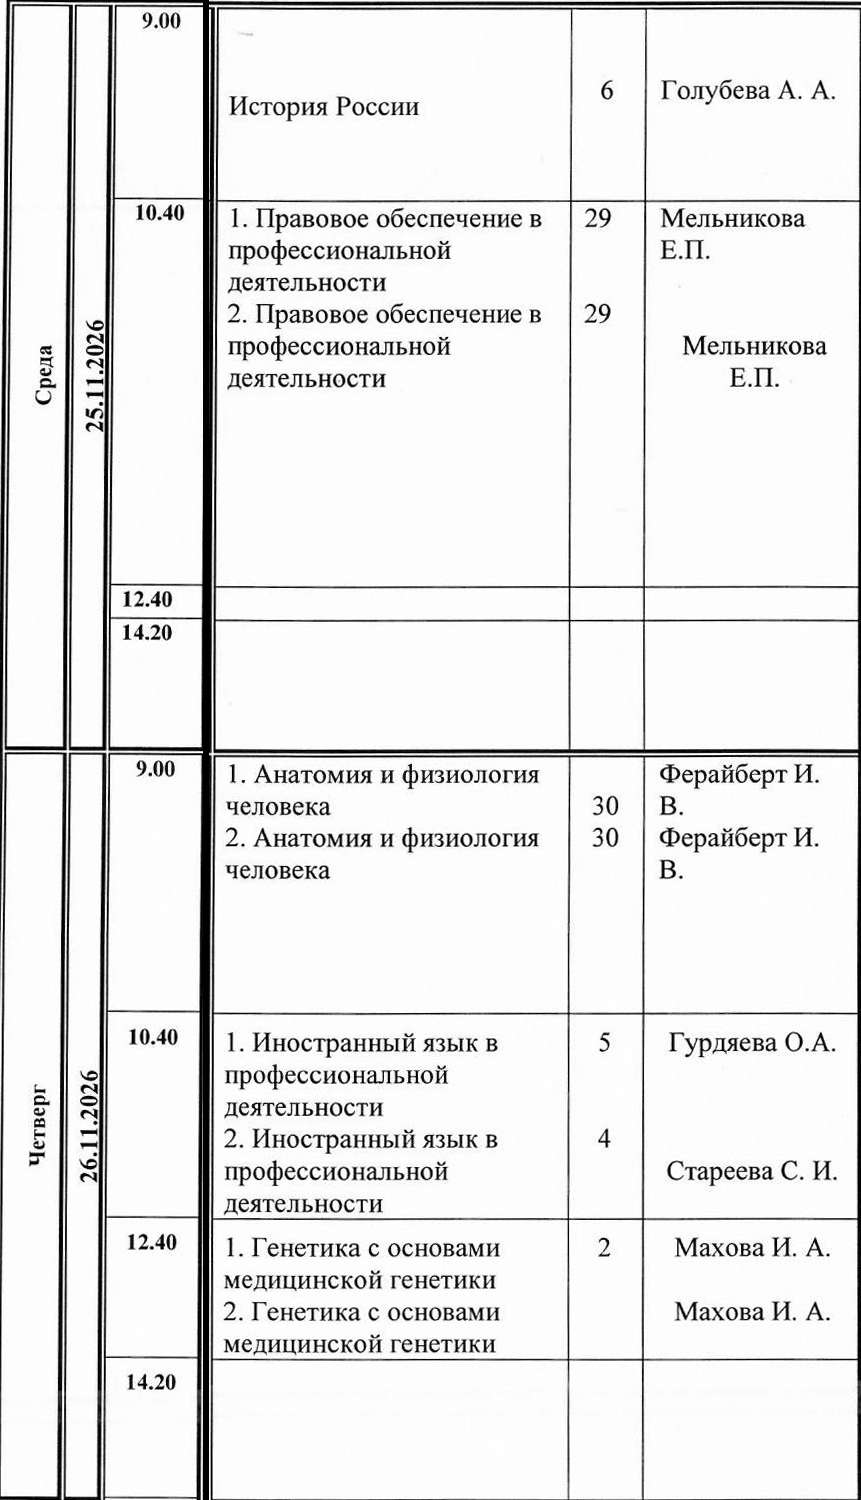 Среда
25.11.2026
9.00
История России
6
Голубева А. А.
10.40
1. Правовое обеспечение в
профессиональной
деятельности
2. Правовое обеспечение в
профессиональной
деятельности
29
29
Мельникова
Е.П.
Мельникова
Е.П.
12.40
14.20
Четверг
26.11.2026
9.00
1. Анатомия и физиология
человека
2. Анатомия и физиология
человека
30
30
Ферайберт И.
В.
Ферайберт И.
В.
10.40
1. Иностранный язык в
профессиональной
деятельности
2. Иностранный язык в
профессиональной
деятельности
5
4
Гурдяева О.А.
Стареева С. И.
12.40
1. Генетика с основами
медицинской генетики
2. Генетика с основами
медицинской генетики
2
Махова И. А.
Махова И. А.
14.20